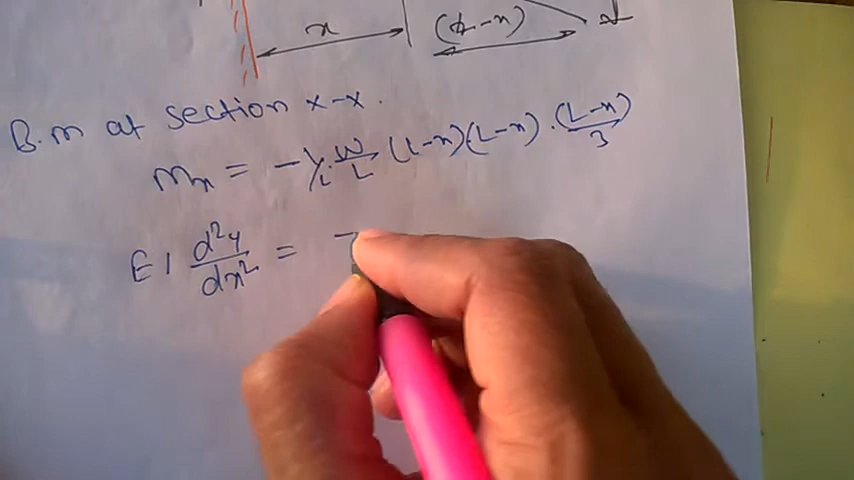 x (L-x)
B.M at section x-x.
Mx = - 1/2 . W/L (L-x)(L-x) . (L-x)/3
EI d²y/dx² = -